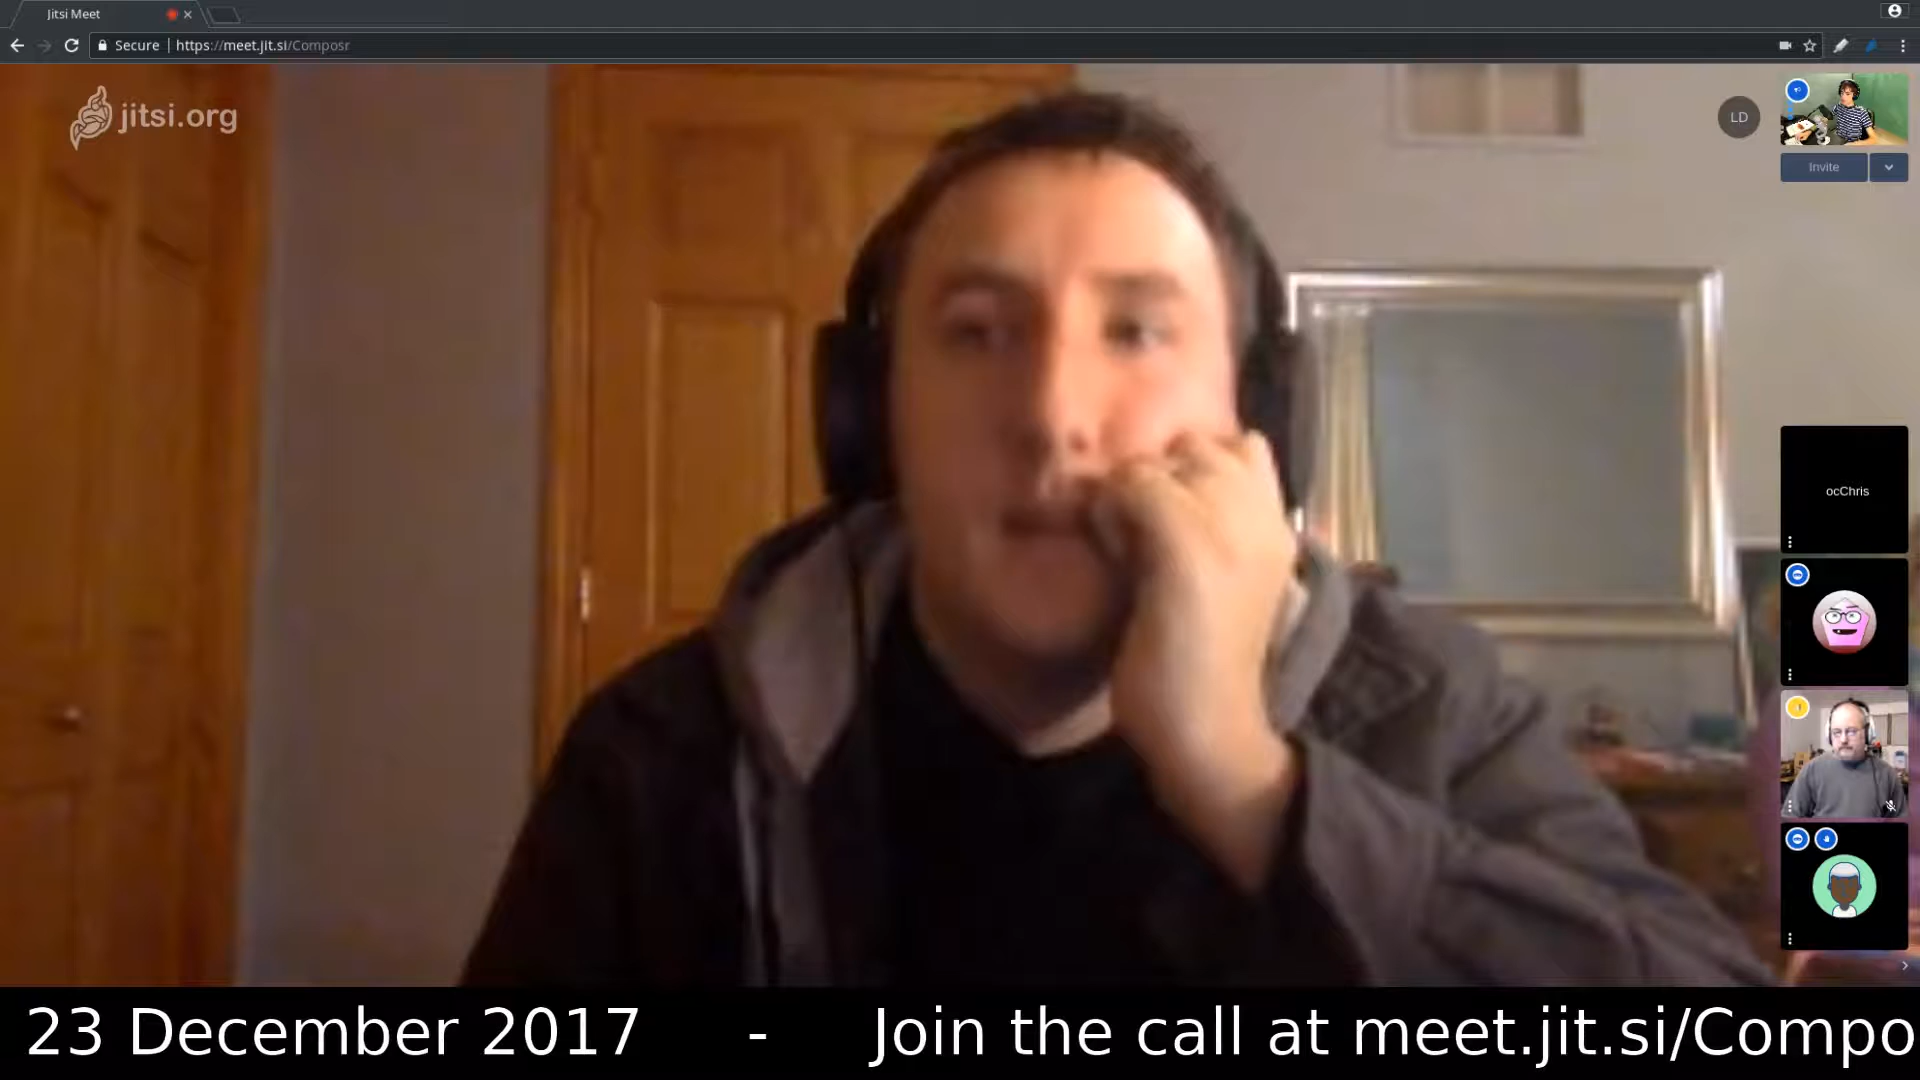 Jitsi Meet
Secure https://meet.jit.si/Composr
jitsi.org
LD
Invite
ocChris
23 December 2017 - Join the call at meet.jit.si/Compo